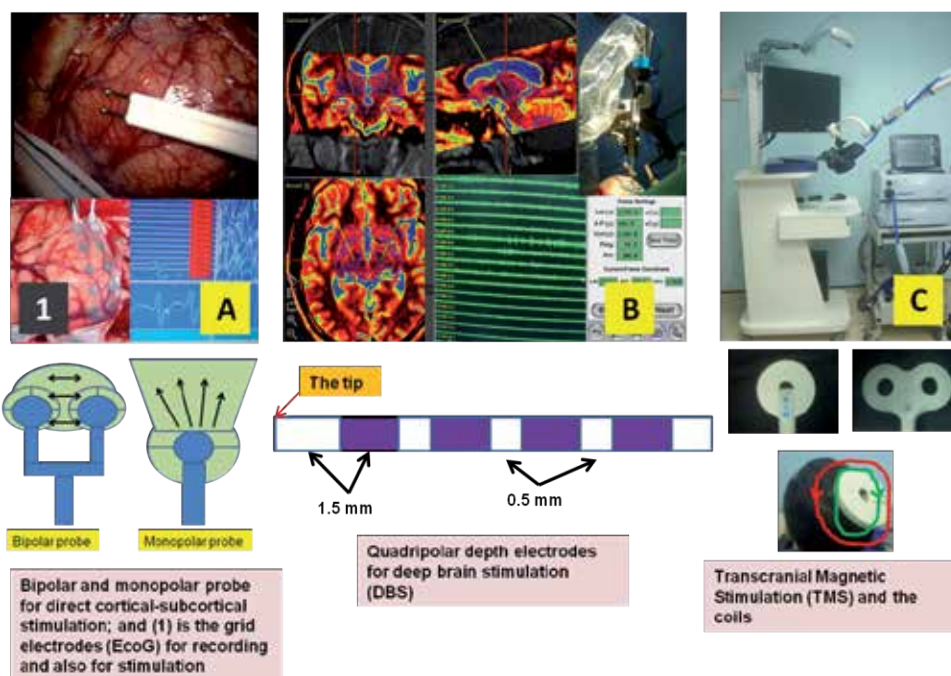 1
A
B
C
Bipolar probe
Monopolar probe
The tip
1.5 mm
0.5 mm
Bipolar and monopolar probe
for direct cortical-subcortical
stimulation; and (1) is the grid
electrodes (EcoG) for recording
and also for stimulation
Quadripolar depth electrodes
for deep brain stimulation
(DBS)
Transcranial Magnetic
Stimulation (TMS) and the
coils